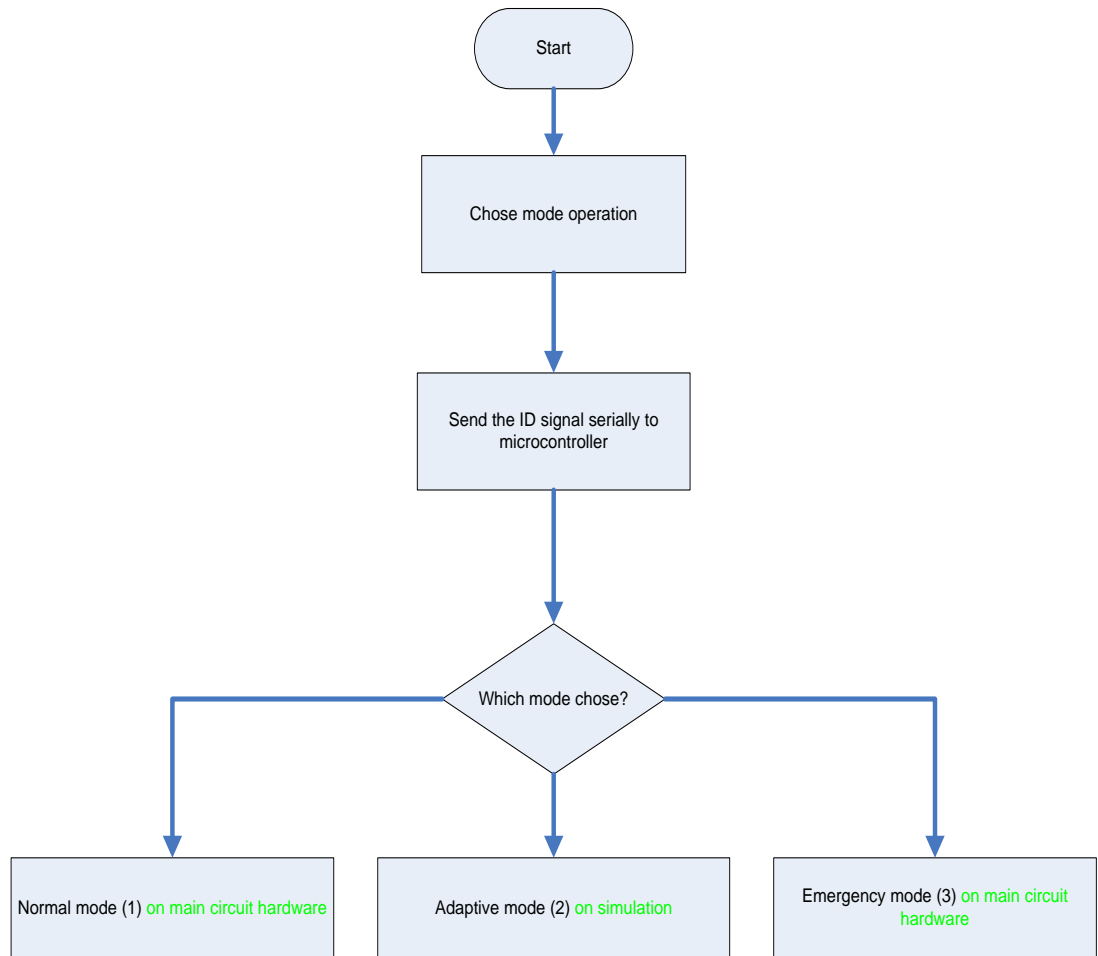 Start
Chose mode operation
Send the ID signal serially to
microcontroller
Which mode chose?
Normal mode (1) on main circuit hardware
Adaptive mode (2) on simulation
Emergency mode (3) on main circuit
hardware